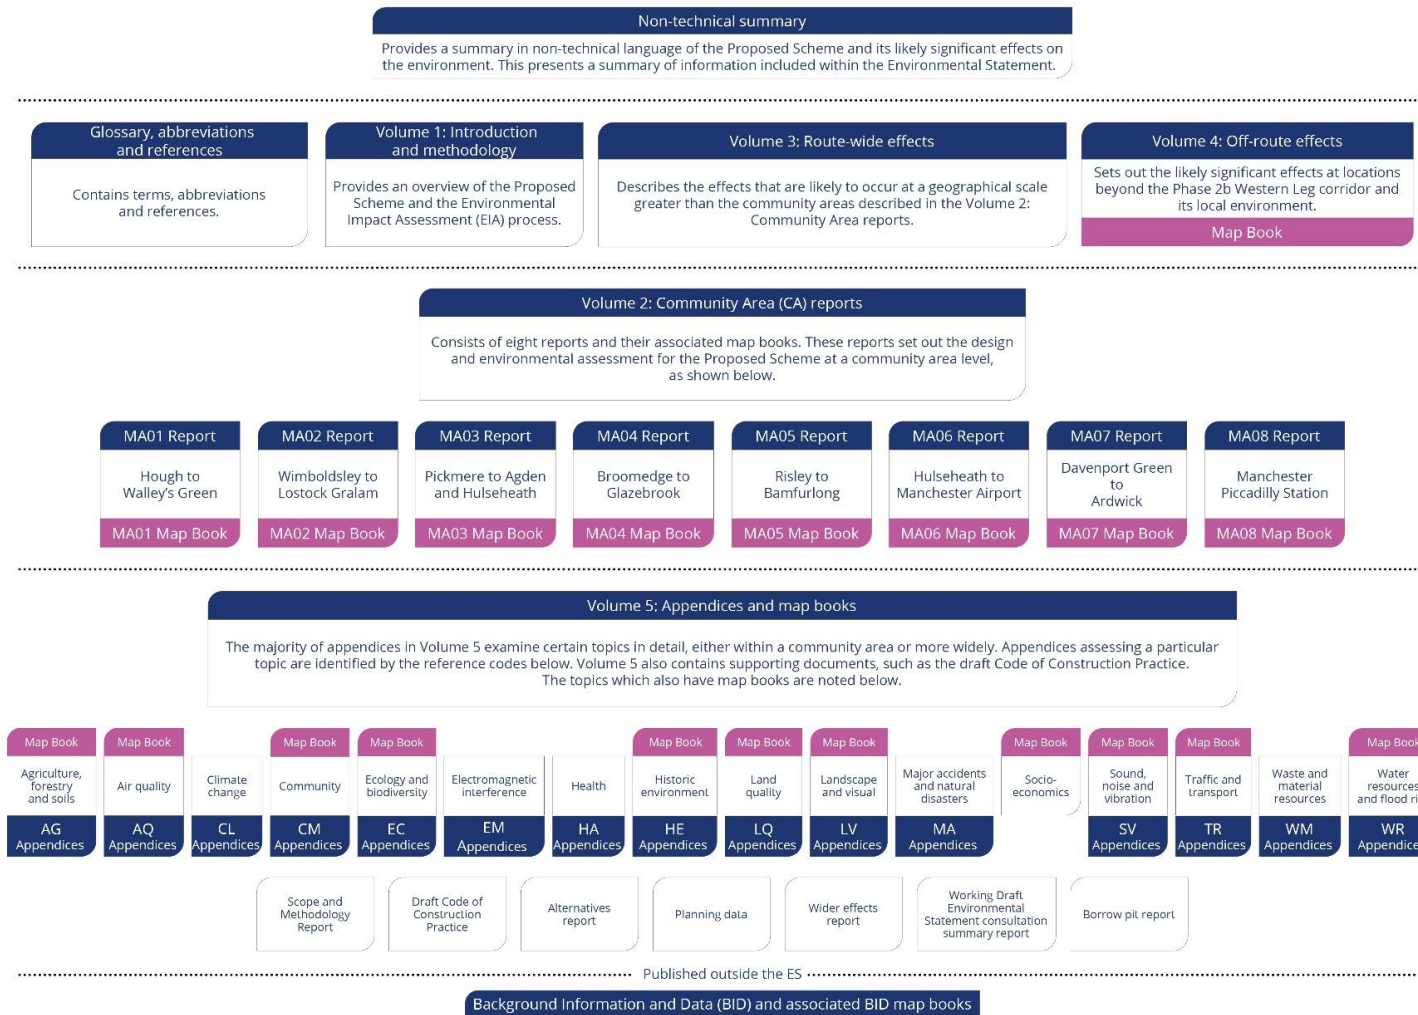 Non-technical summary
Provides a summary in non-technical language of the Proposed Scheme and its likely significant effects on
the environment. This presents a summary of information included within the Environmental Statement.
Glossary, abbreviations
and references
Contains terms, abbreviations
and references.
Volume 1: Introduction
and methodology
Provides an overview of the Proposed
Scheme and the Environmental
Impact Assessment (EIA) process.
Volume 3: Route-wide effects
Describes the effects that are likely to occur at a geographical scale
greater than the community areas described in the Volume 2:
Community Area reports.
Volume 4: Off-route effects
Sets out the likely significant effects at locations
beyond the Phase 2b Western Leg corridor and
its local environment.
Map Book
Volume 2: Community Area (CA) reports
Consists of eight reports and their associated map books. These reports set out the design
and environmental assessment for the Proposed Scheme at a community area level,
as shown below.
MA01 Report
Hough to
Walley's Green
MA01 Map Book
MA02 Report
Wimboldsley to
Lostock Gralam
MA02 Map Book
MA03 Report
Pickmere to Agden
and Hulseheath
MA03 Map Book
MA04 Report
Broomedge to
Glazebrook
MA04 Map Book
MA05 Report
Risley to
Bamfurlong
MA05 Map Book
MA06 Report
Hulseheath to
Manchester Airport
MA06 Map Book
MA07 Report
Davenport Green
to
Ardwick
MA07 Map Book
MA08 Report
Manchester
Piccadilly Station
MA08 Map Book
Volume 5: Appendices and map books
The majority of appendices in Volume 5 examine certain topics in detail, either within a community area or more widely. Appendices assessing a particular
topic are identified by the reference codes below. Volume 5 also contains supporting documents, such as the draft Code of Construction Practice.
The topics which also have map books are noted below.
Map Book
Agriculture,
forestry
and soils
AG
Appendices
Map Book
Air quality
AQ
Appendices
Climate
change
CL
Appendices
Map Book
Community
CM
Appendices
Map Book
Ecology and
biodiversity
EC
Appendices
Electromagnetic
interference
EM
Appendices
Health
HA
Appendices
Map Book
Historic
environment
HE
Appendices
Map Book
Land
quality
LQ
Appendices
Map Book
Landscape
and visual
LV
Appendices
Major accidents
and natural
disasters
MA
Appendices
Map Book
Socio-
economics
Map Book
Sound,
noise and
vibration
SV
Appendices
Map Book
Traffic and
transport
TR
Appendices
Waste and
material
resources
WM
Appendices
Map Book
Water
resources
and flood ri
WR
Appendice
Scope and
Methodology
Report
Draft Code of
Construction
Practice
Alternatives
report
Planning data
Wider effects
report
Working Draft
Environmental
Statement consultation
summary report
Borrow pit report
Published outside the ES
Background Information and Data (BID) and associated BID map books